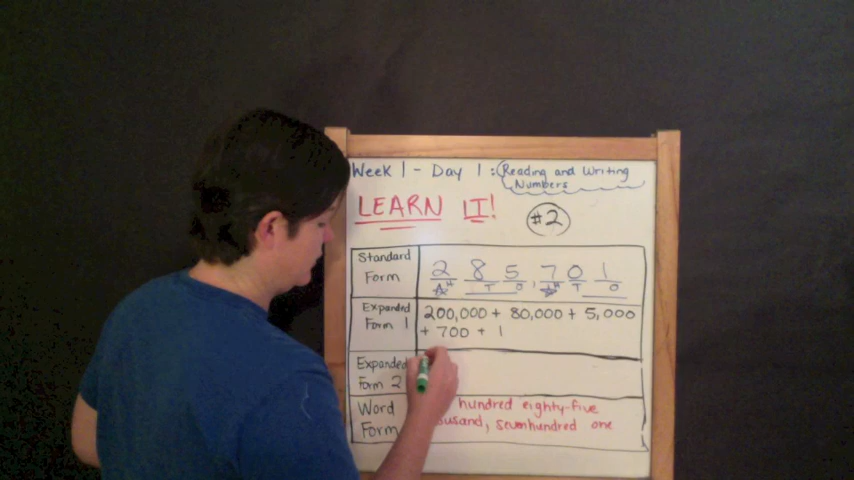 Week 1 - Day 1: Reading and Writing
Numbers
LEARN IT!
#2
Standard
Form
2 8 5, 7 0 1
H T O H T O
Expanded
Form 1
200,000 + 80,000 + 5,000
+ 700 + 1
Expanded
Form 2
Word
Form
hundred eighty-five
seven hundred one